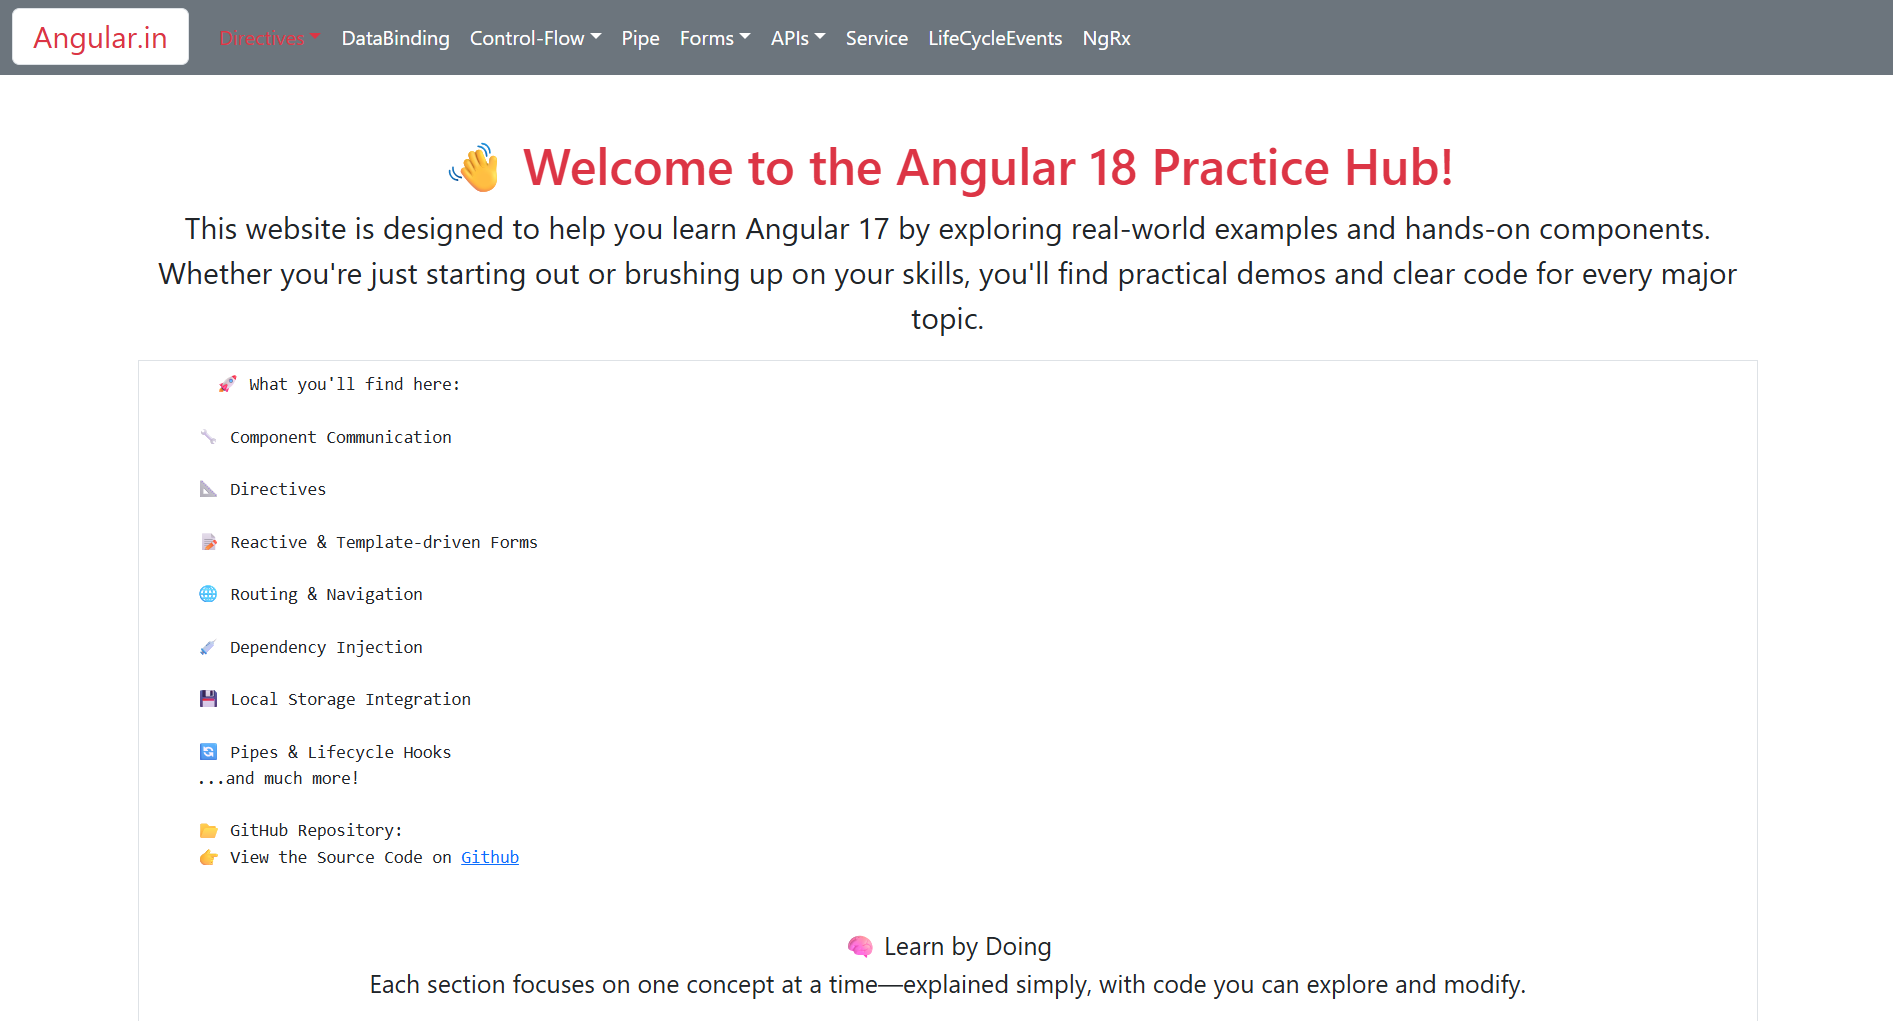 Angular.in Directives DataBinding Control-Flow Pipe Forms APIs Service LifeCycleEvents NgRx
👋 Welcome to the Angular 18 Practice Hub!
This website is designed to help you learn Angular 17 by exploring real-world examples and hands-on components.
Whether you're just starting out or brushing up on your skills, you'll find practical demos and clear code for every major
topic.
🚀 What you'll find here:
🔧 Component Communication
📐 Directives
📝 Reactive & Template-driven Forms
🌐 Routing & Navigation
💉 Dependency Injection
💾 Local Storage Integration
🔄 Pipes & Lifecycle Hooks
...and much more!
📂 GitHub Repository:
👉 View the Source Code on Github
🧠 Learn by Doing
Each section focuses on one concept at a time—explained simply, with code you can explore and modify.